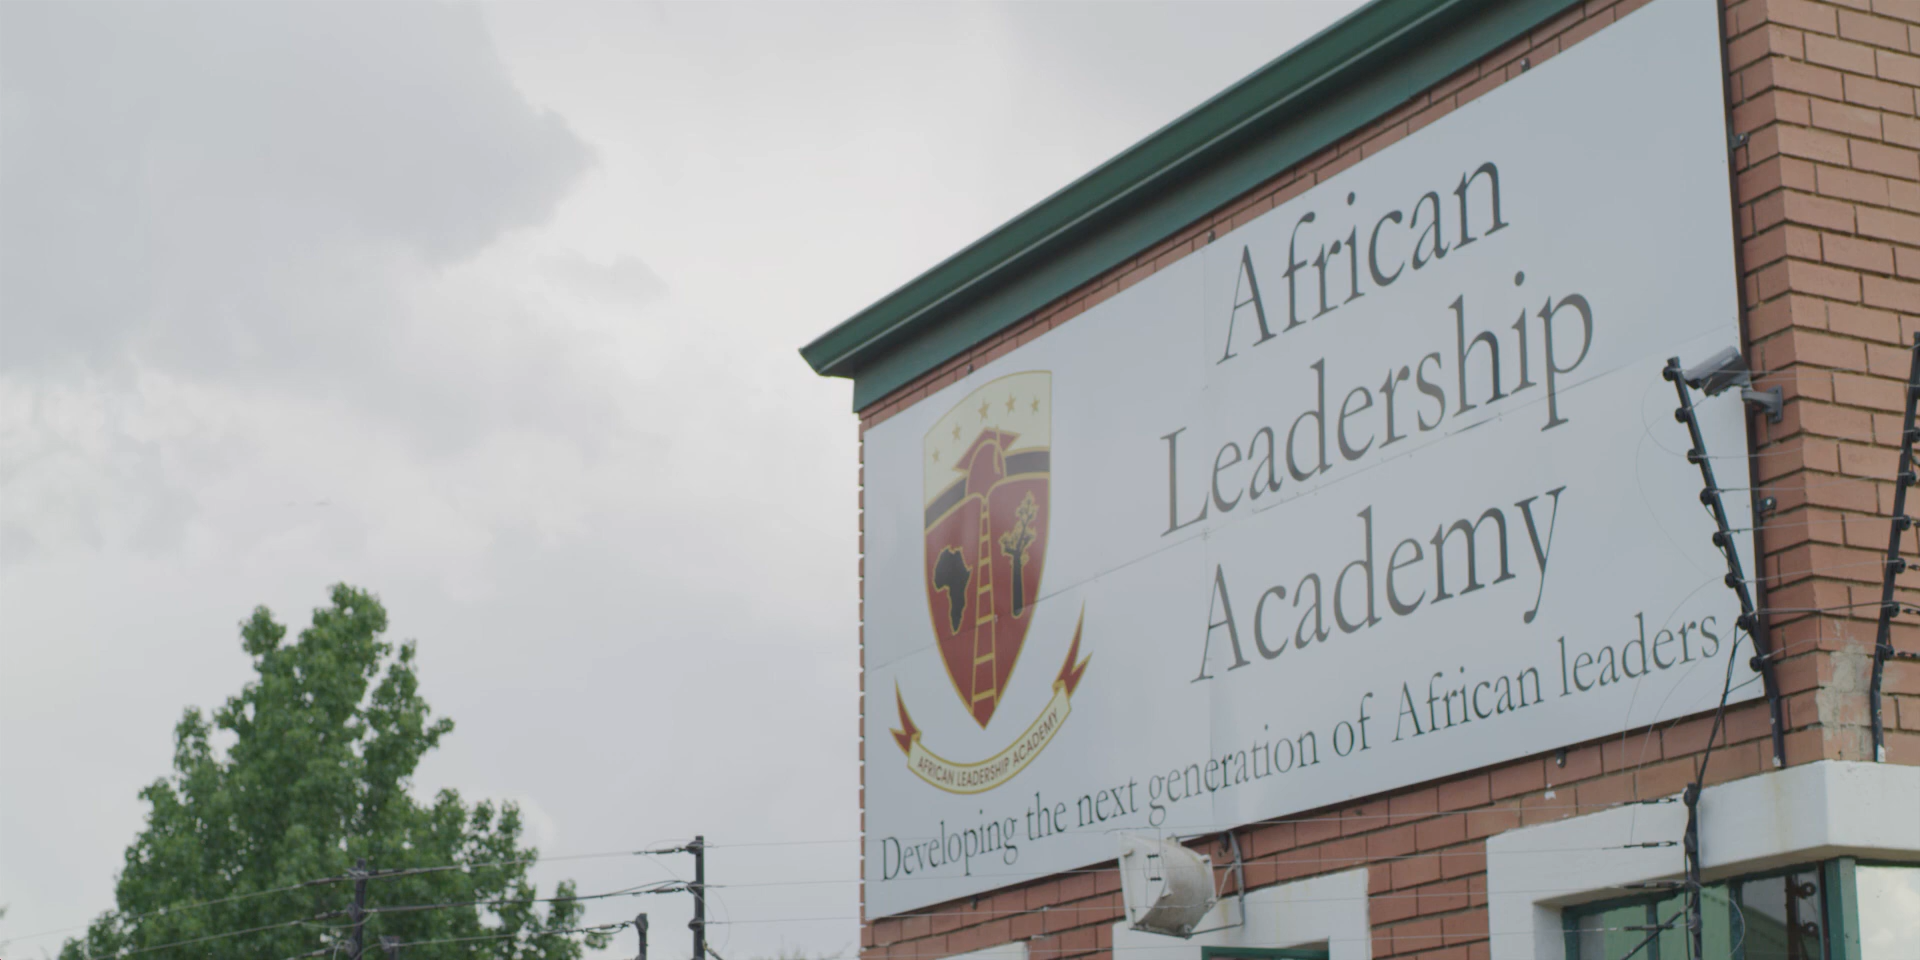 African
Leadership
Academy
AFRICAN LEADERSHIP ACADEMY
Developing the next generation of African leaders